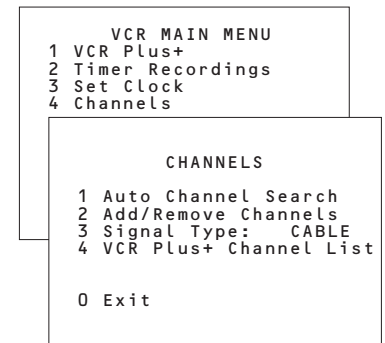 VCR MAIN MENU
1 VCR Plus+
2 Timer Recordings
3 Set Clock
4 Channels
CHANNELS
1 Auto Channel Search
2 Add/Remove Channels
3 Signal Type: CABLE
4 VCR Plus+ Channel List
0 Exit